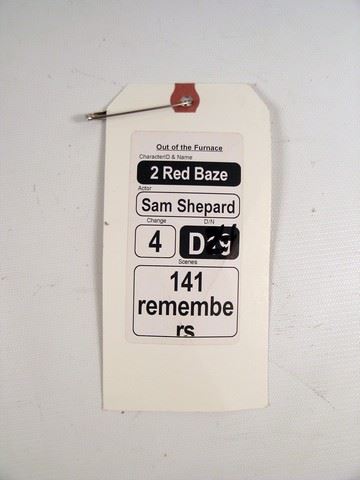 Out of the Furnace
CharacterID & Name
2 Red Baze
Actor
Sam Shepard
Change
D/N
4
Scenes
141
remembe
rs